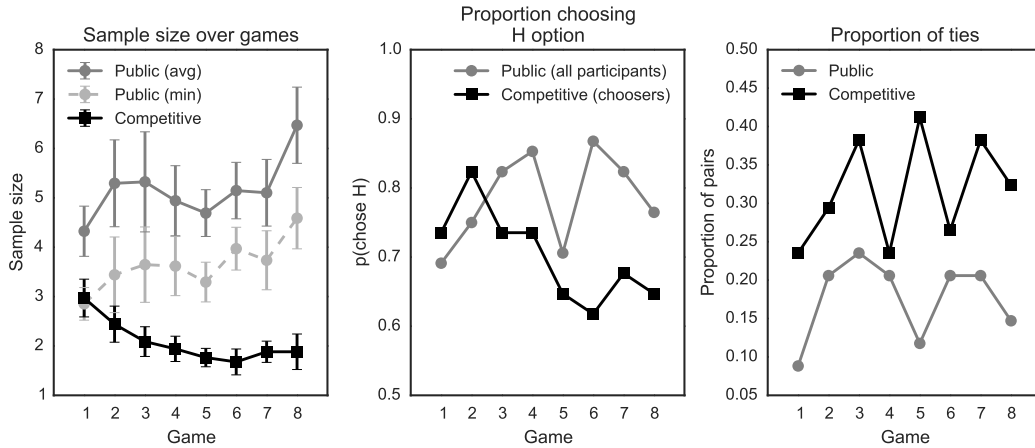 Sample size over games
Sample size
8
7
6
5
4
3
2
1
Public (avg)
Public (min)
Competitive
1 2 3 4 5 6 7 8
Game
Proportion choosing
H option
p(chose H)
1.0
0.9
0.8
0.7
0.6
0.5
Public (all participants)
Competitive (choosers)
1 2 3 4 5 6 7 8
Game
Proportion of ties
Proportion of pairs
0.50
0.45
0.40
0.35
0.30
0.25
0.20
0.15
0.10
0.05
Public
Competitive
1 2 3 4 5 6 7 8
Game